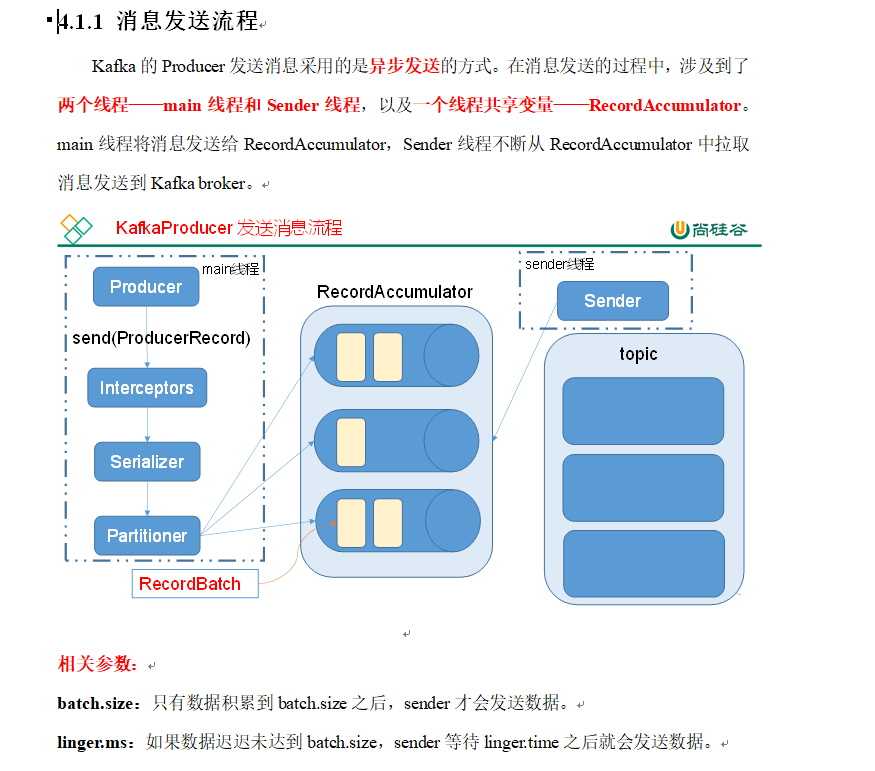 4.1.1 消息发送流程
Kafka 的 Producer 发送消息采用的是异步发送的方式。在消息发送的过程中，涉及到了
两个线程——main 线程和 Sender 线程，以及一个线程共享变量——RecordAccumulator。
main 线程将消息发送给 RecordAccumulator，Sender 线程不断从 RecordAccumulator 中拉取
消息发送到 Kafka broker。
KafkaProducer 发送消息流程
尚硅谷
main线程
Producer
send(ProducerRecord)
Interceptors
Serializer
Partitioner
RecordBatch
RecordAccumulator
sender线程
Sender
topic
相关参数：
batch.size：只有数据积累到 batch.size 之后，sender 才会发送数据。
linger.ms：如果数据迟迟未达到 batch.size，sender 等待 linger.time 之后就会发送数据。